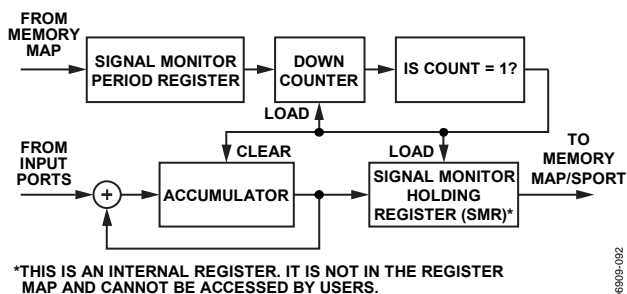 FROM
MEMORY
MAP
SIGNAL MONITOR
PERIOD REGISTER
DOWN
COUNTER
IS COUNT = 1?
LOAD
FROM
INPUT
PORTS
+
CLEAR
ACCUMULATOR
LOAD
SIGNAL MONITOR
HOLDING
REGISTER (SMR)*
TO
MEMORY
MAP/SPORT
*THIS IS AN INTERNAL REGISTER. IT IS NOT IN THE REGISTER
MAP AND CANNOT BE ACCESSED BY USERS.
6909-092